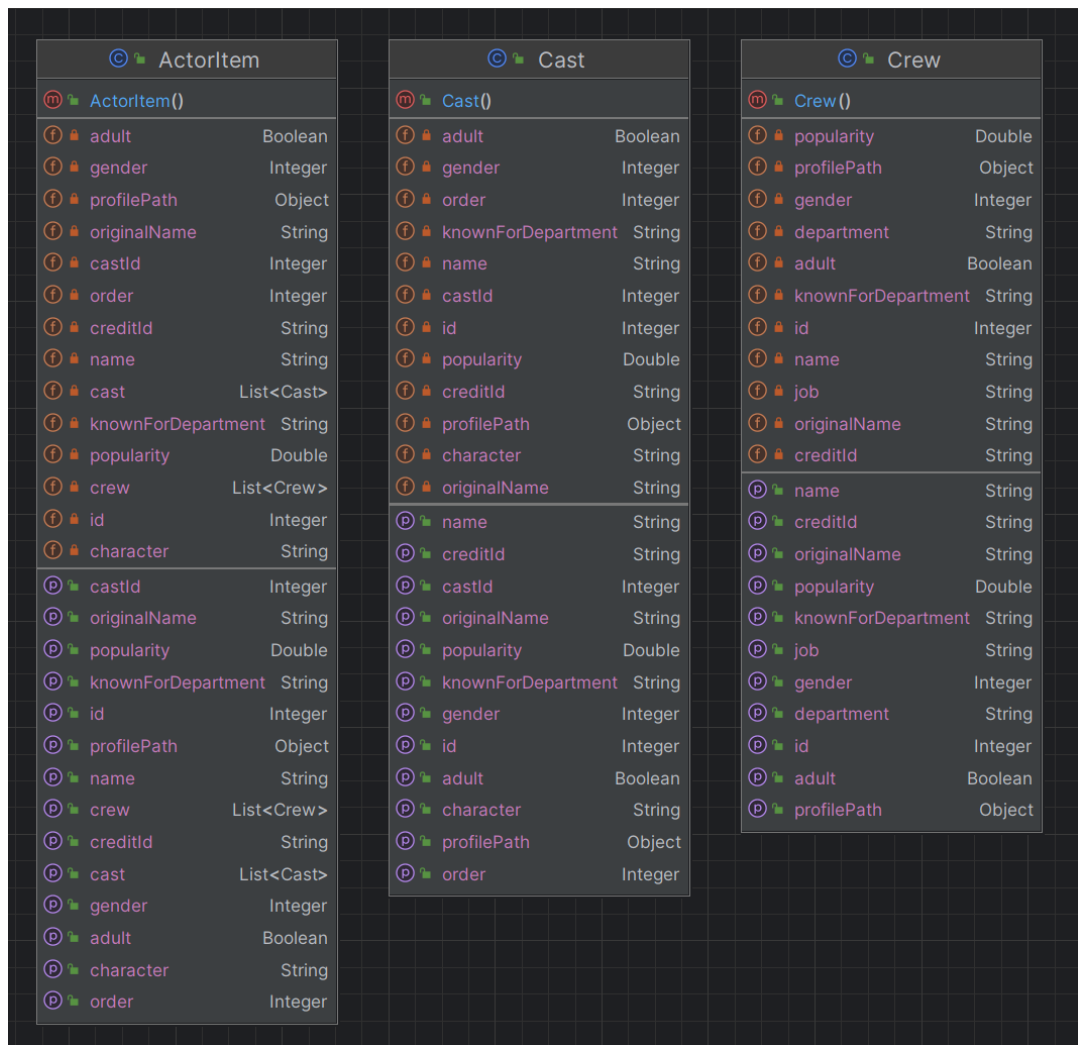 ActorItem
ActorItem()
adult Boolean
gender Integer
profilePath Object
originalName String
castId Integer
order Integer
creditId String
name String
cast List<Cast>
knownForDepartment String
popularity Double
crew List<Crew>
id Integer
character String
castId Integer
originalName String
popularity Double
knownForDepartment String
id Integer
profilePath Object
name String
crew List<Crew>
creditId String
cast List<Cast>
gender Integer
adult Boolean
character String
order Integer
Cast
Cast()
adult Boolean
gender Integer
order Integer
knownForDepartment String
name String
castId Integer
id Integer
popularity Double
creditId String
profilePath Object
character String
originalName String
name String
creditId String
castId Integer
originalName String
popularity Double
knownForDepartment String
gender Integer
id Integer
adult Boolean
character String
profilePath Object
order Integer
Crew
Crew()
popularity Double
profilePath Object
gender Integer
department String
adult Boolean
knownForDepartment String
id Integer
name String
job String
originalName String
creditId String
name String
creditId String
originalName String
popularity Double
knownForDepartment String
job String
gender Integer
department String
id Integer
adult Boolean
profilePath Object